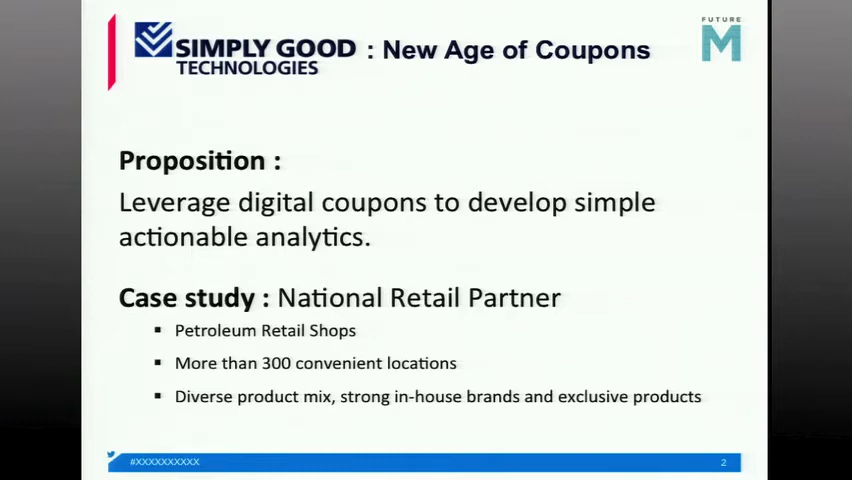 FUTURE
M
SIMPLY GOOD : New Age of Coupons
TECHNOLOGIES
Proposition :
Leverage digital coupons to develop simple
actionable analytics.
Case study : National Retail Partner
▪ Petroleum Retail Shops
▪ More than 300 convenient locations
▪ Diverse product mix, strong in-house brands and exclusive products
#XXXXXXXXXX 2